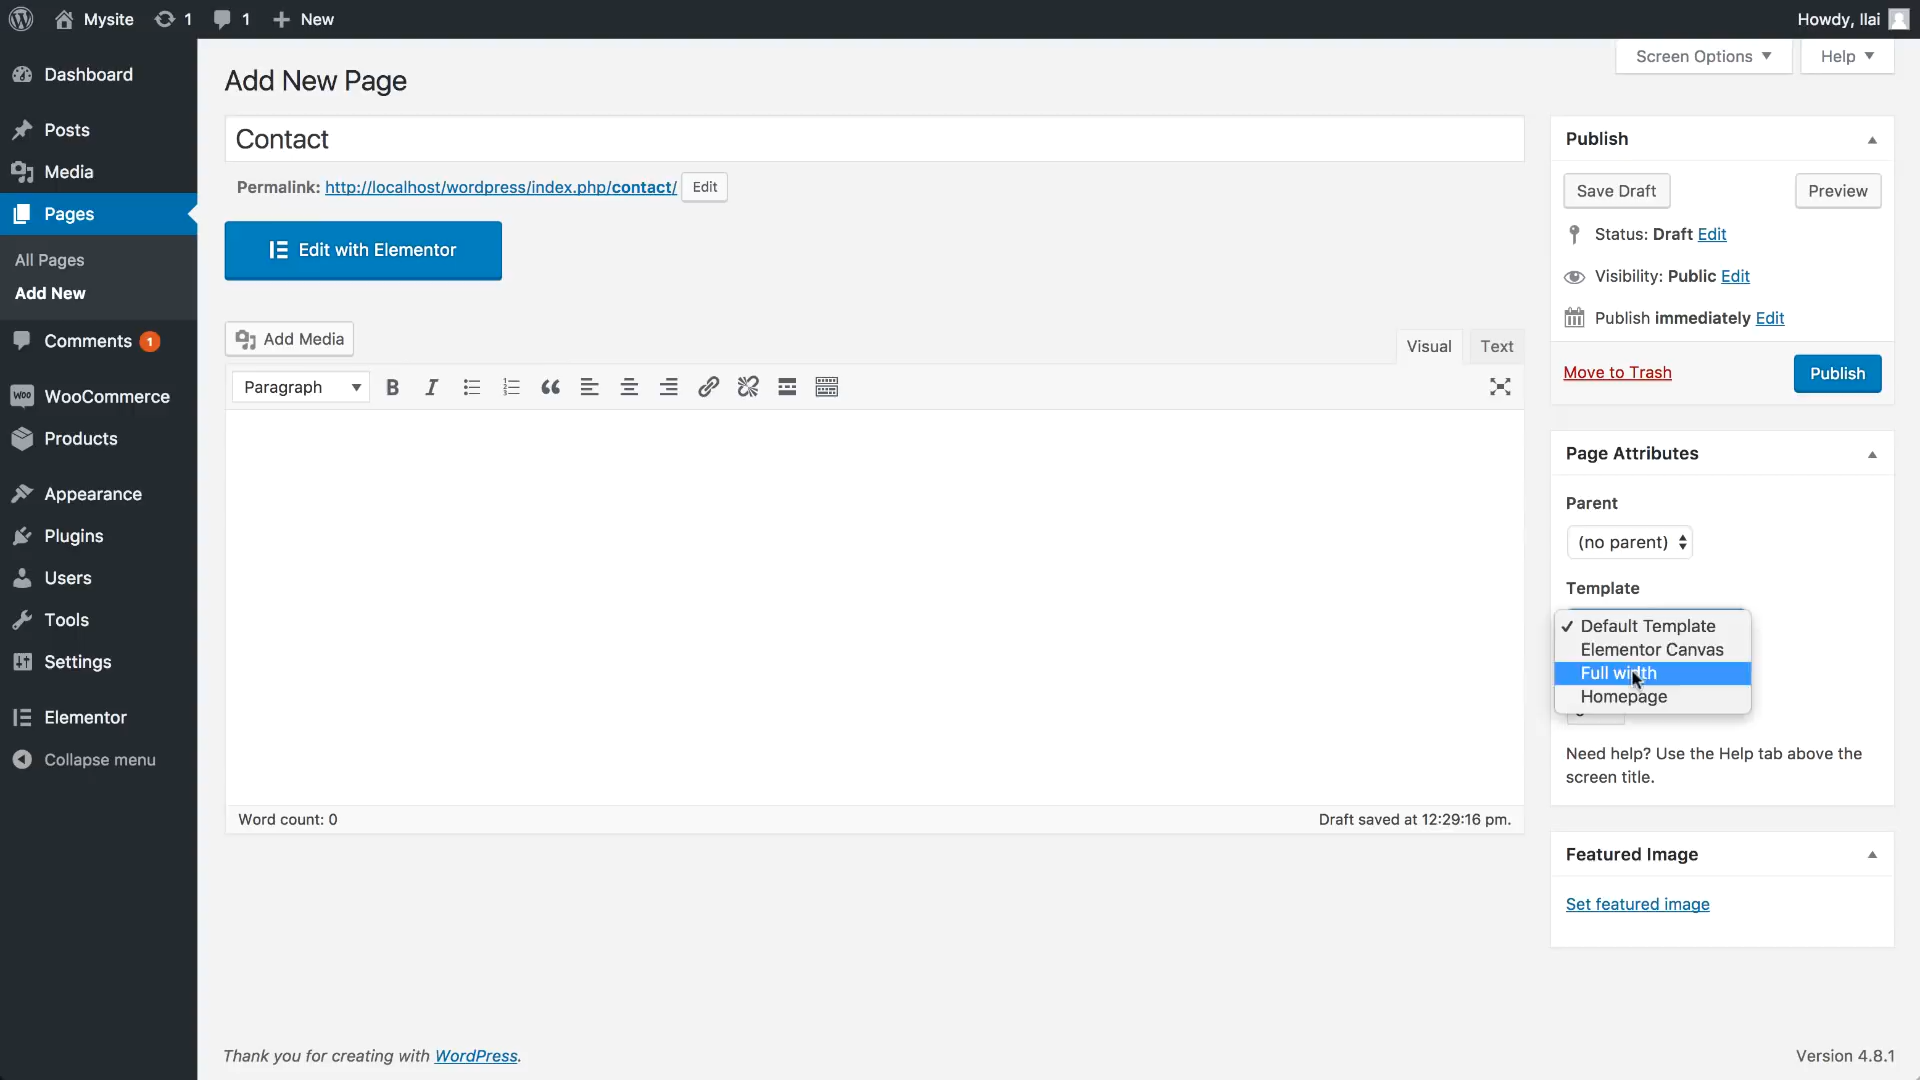 Mysite 1 1 New Howdy, Ilai
Dashboard
Posts
Media
Pages
All Pages
Add New
Comments 1
WooCommerce
Products
Appearance
Plugins
Users
Tools
Settings
Elementor
Collapse menu
Screen Options Help
Add New Page
Contact
Permalink: http://localhost/wordpress/index.php/contact/ Edit
Edit with Elementor
Add Media
Visual Text
Paragraph
Word count: 0 Draft saved at 12:29:16 pm.
Publish
Save Draft Preview
Status: Draft Edit
Visibility: Public Edit
Publish immediately Edit
Move to Trash Publish
Page Attributes
Parent
(no parent)
Template
Default Template
Elementor Canvas
Full width
Homepage
Need help? Use the Help tab above the
screen title.
Featured Image
Set featured image
Thank you for creating with WordPress. Version 4.8.1